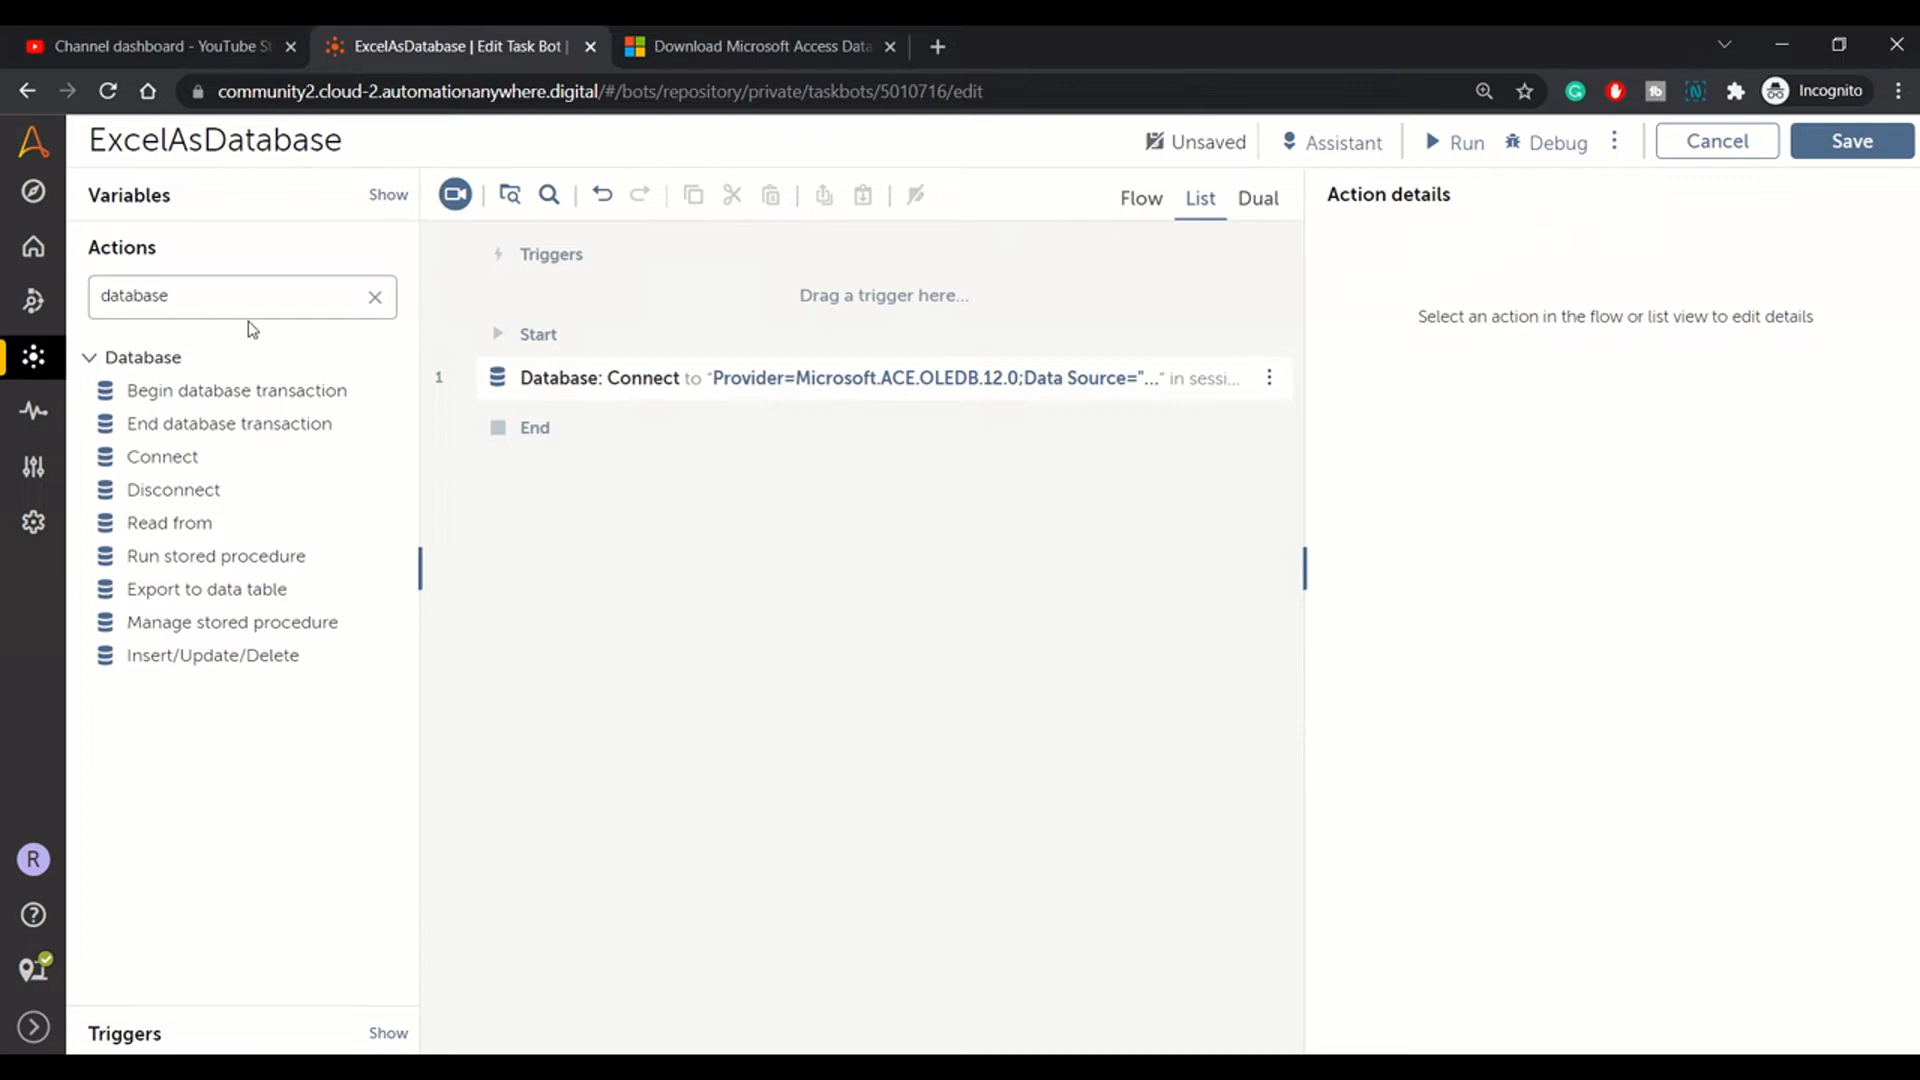 Channel dashboard - YouTube St
ExcelAsDatabase | Edit Task Bot |
Download Microsoft Access Data
community2.cloud-2.automationanywhere.digital/#/bots/repository/private/taskbots/5010716/edit
Incognito
ExcelAsDatabase
Unsaved
Assistant
Run
Debug
Cancel
Save
Variables
Show
Flow
List
Dual
Action details
Actions
database
Triggers
Drag a trigger here...
Select an action in the flow or list view to edit details
Start
Database
1
Database: Connect to "Provider=Microsoft.ACE.OLEDB.12.0;Data Source="..." in sessi...
Begin database transaction
End database transaction
End
Connect
Disconnect
Read from
Run stored procedure
Export to data table
Manage stored procedure
Insert/Update/Delete
R
Triggers
Show